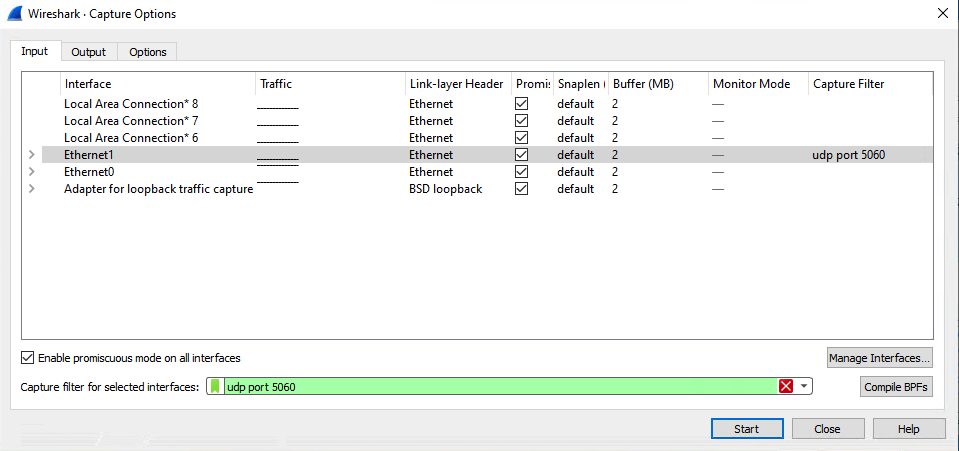 Wireshark · Capture Options
Input Output Options
Interface Traffic Link-layer Header Promis Snaplen ( Buffer (MB) Monitor Mode Capture Filter
Local Area Connection* 8 Ethernet default 2 —
Local Area Connection* 7 Ethernet default 2 —
Local Area Connection* 6 Ethernet default 2 —
Ethernet1 Ethernet default 2 — udp port 5060
Ethernet0 Ethernet default 2 —
Adapter for loopback traffic capture BSD loopback default 2 —
Enable promiscuous mode on all interfaces Manage Interfaces...
Capture filter for selected interfaces: udp port 5060 Compile BPFs
Start Close Help